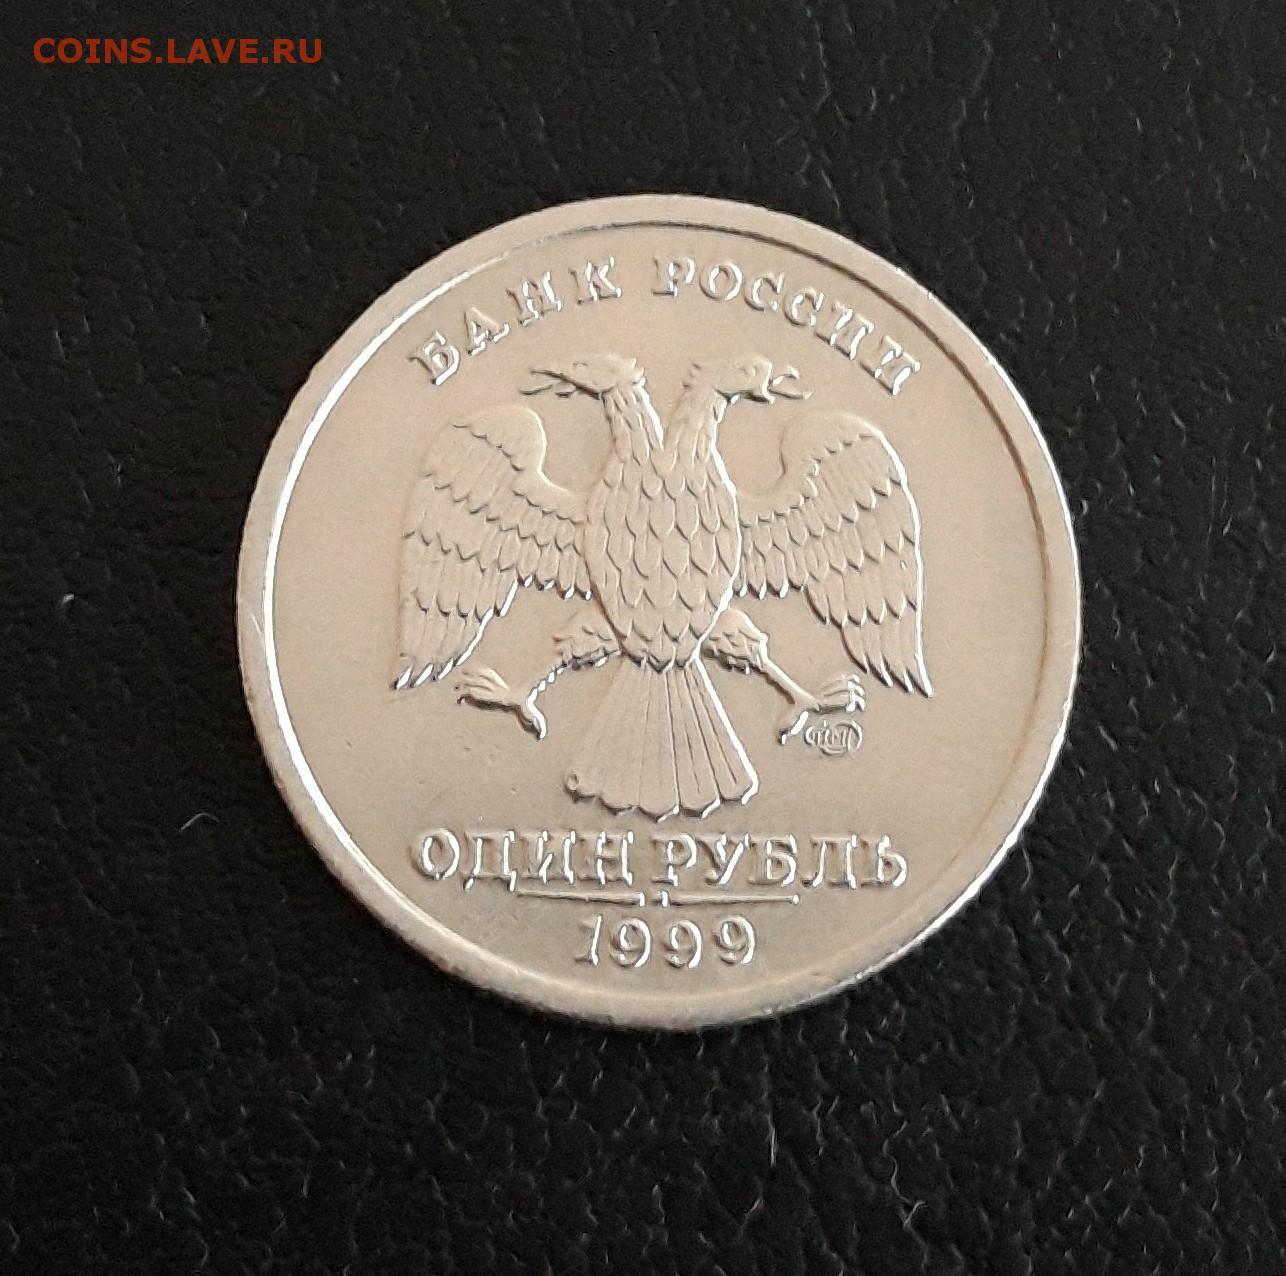 COINS.LAVE.RU
БАНК РОССИИ
ОДИН РУБЛЬ
1999